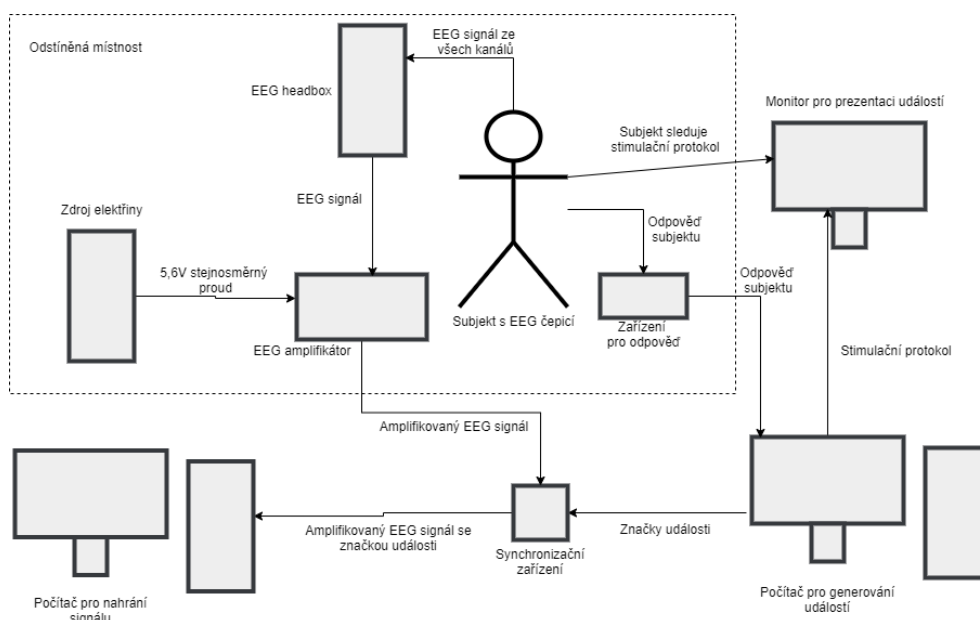 Odstíněná místnost
EEG signál ze
všech kanálů
EEG headbox
Monitor pro prezentaci událostí
Subjekt sleduje
stimulační protokol
EEG signál
Zdroj elektřiny
Odpověď
subjektu
5,6V stejnosměrný
proud
Odpověď
subjektu
Subjekt s EEG čepicí
Zařízení
pro odpověď
EEG amplifikátor
Stimulační protokol
Amplifikovaný EEG signál
Amplifikovaný EEG signál se
značkou události
Značky události
Synchronizační
zařízení
Počítač pro nahrání
signálu
Počítač pro generování
událostí